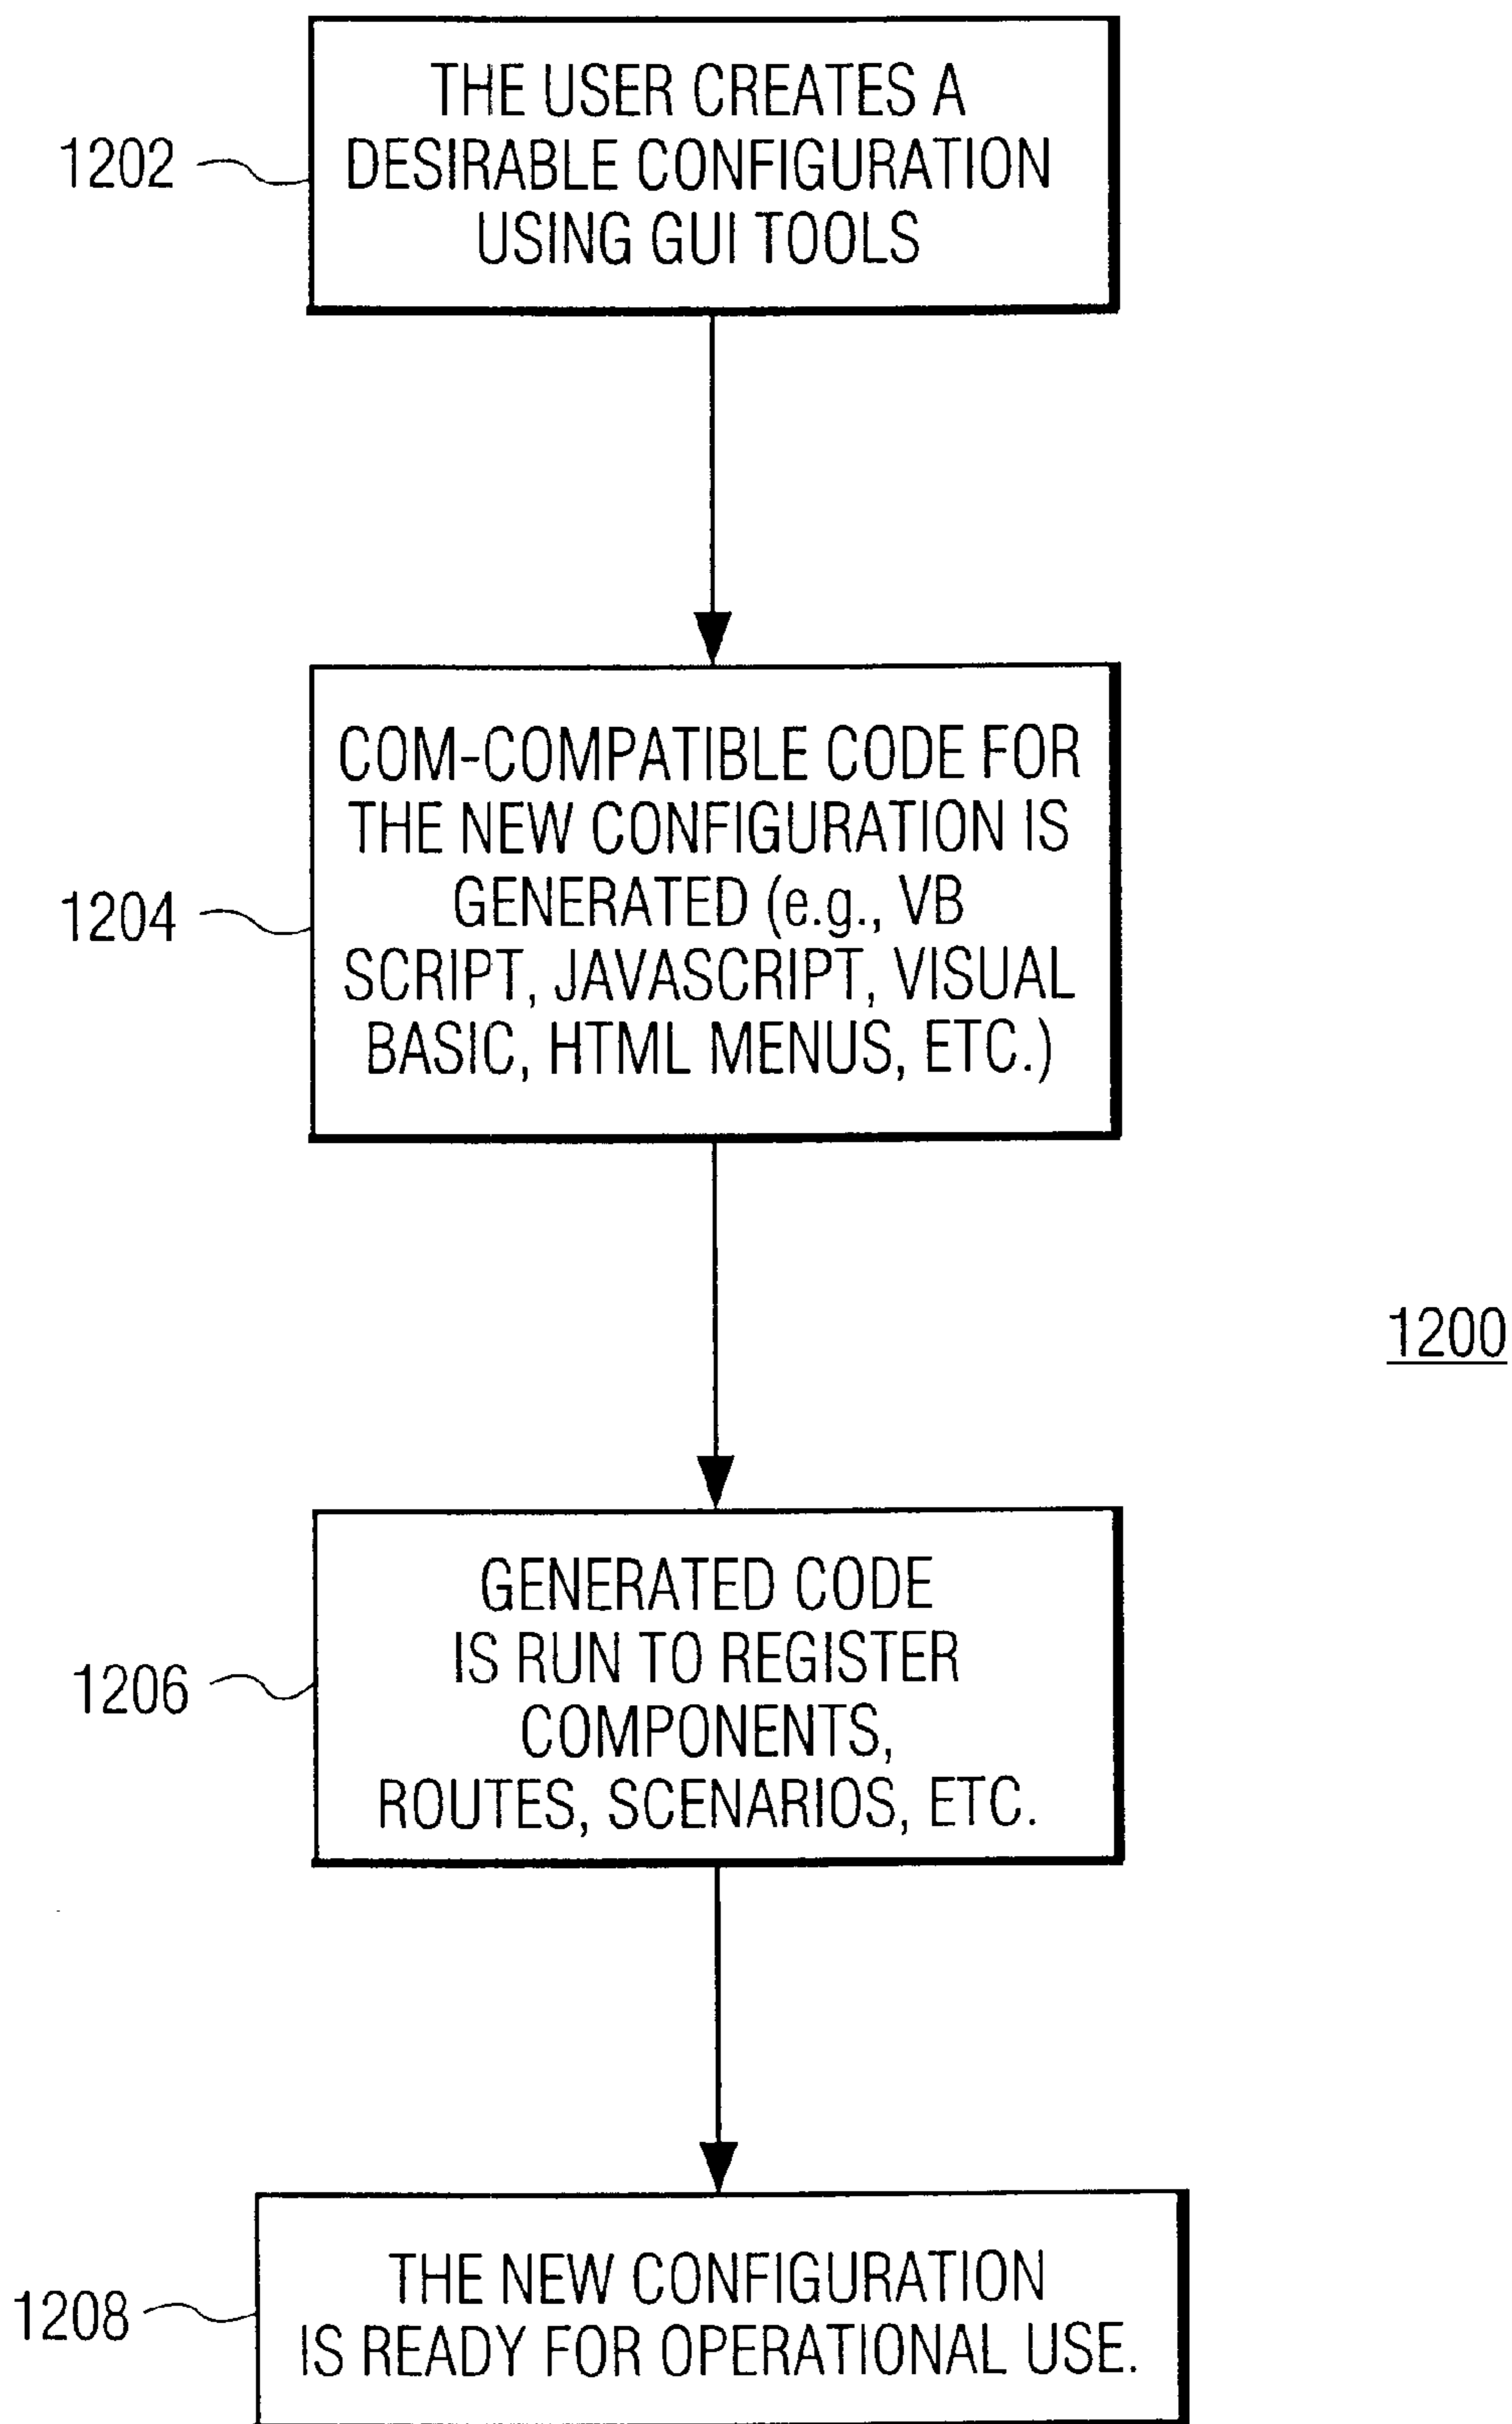 THE USER CREATES A
1202
DESIRABLE CONFIGURATION
USING GUI TOOLS
COM-COMPATIBLE CODE FOR
THE NEW CONFIGURATION IS
GENERATED (e.g., VB
1204
SCRIPT, JAVASCRIPT, VISUAL
BASIC, HTML MENUS, ETC.)
1200
GENERATED CODE
IS RUN TO REGISTER
1206
COMPONENTS,
ROUTES, SCENARIOS, ETC.
THE NEW CONFIGURATION
1208
IS READY FOR OPERATIONAL USE.